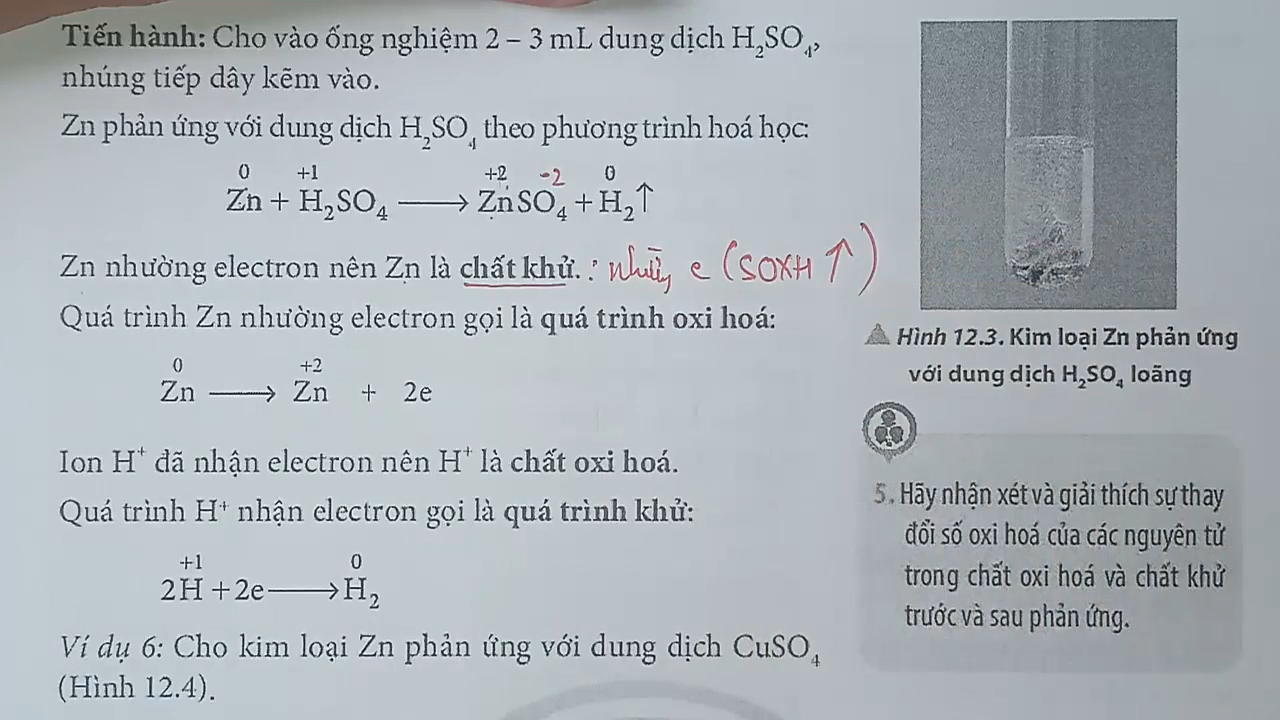 Tiến hành: Cho vào ống nghiệm 2 – 3 mL dung dịch H₂SO₄,
nhúng tiếp dây kẽm vào.
Zn phản ứng với dung dịch H₂SO₄ theo phương trình hoá học:
0 +1 +2 -2 0
Zn + H₂SO₄ ⟶ ZnSO₄ + H₂↑
Zn nhường electron nên Zn là chất khử. : nhường e (SOXH ↑)
Quá trình Zn nhường electron gọi là quá trình oxi hoá:
0 +2
Zn ⟶ Zn + 2e
Ion H⁺ đã nhận electron nên H⁺ là chất oxi hoá.
Quá trình H⁺ nhận electron gọi là quá trình khử:
+1 0
2H + 2e ⟶ H₂
Ví dụ 6: Cho kim loại Zn phản ứng với dung dịch CuSO₄
(Hình 12.4).
Hình 12.3. Kim loại Zn phản ứng
với dung dịch H₂SO₄ loãng
5. Hãy nhận xét và giải thích sự thay
đổi số oxi hoá của các nguyên tử
trong chất oxi hoá và chất khử
trước và sau phản ứng.